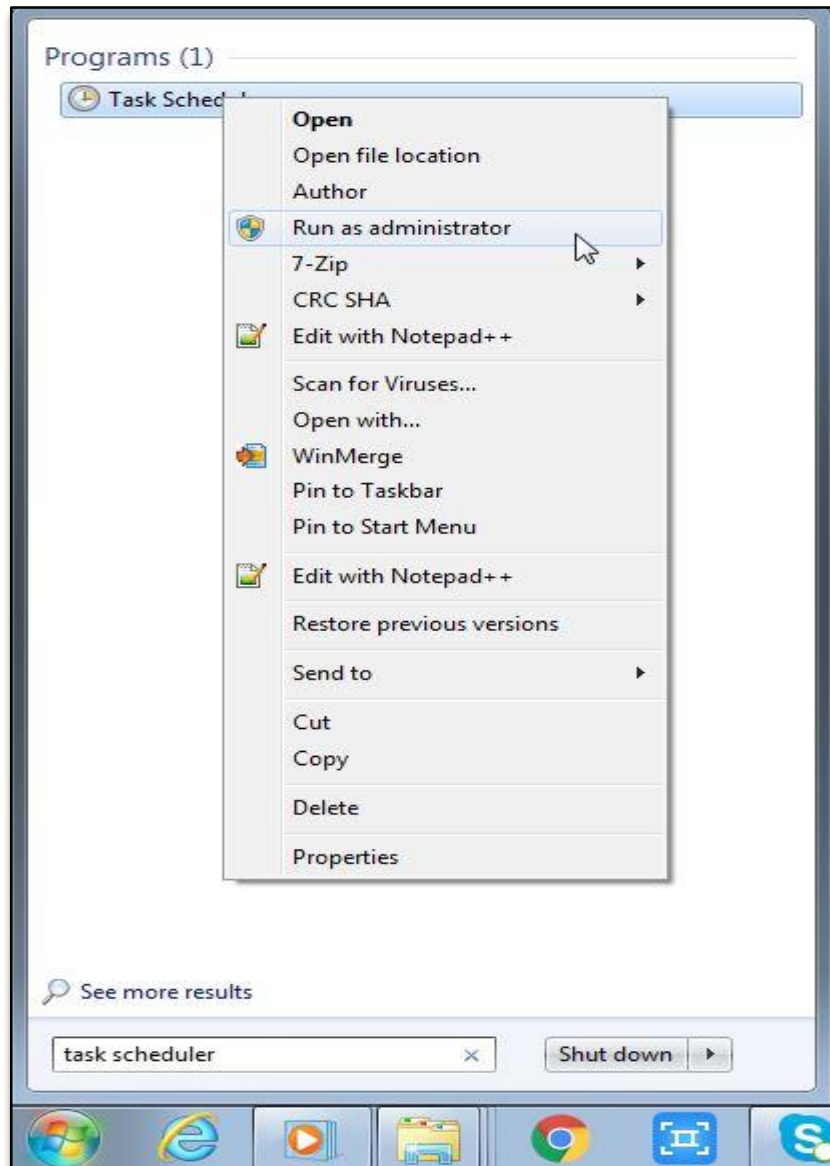 Programs (1)
Task Sched
Open
Open file location
Author
Run as administrator
7-Zip
CRC SHA
Edit with Notepad++
Scan for Viruses...
Open with...
WinMerge
Pin to Taskbar
Pin to Start Menu
Edit with Notepad++
Restore previous versions
Send to
Cut
Copy
Delete
Properties
See more results
task scheduler
Shut down